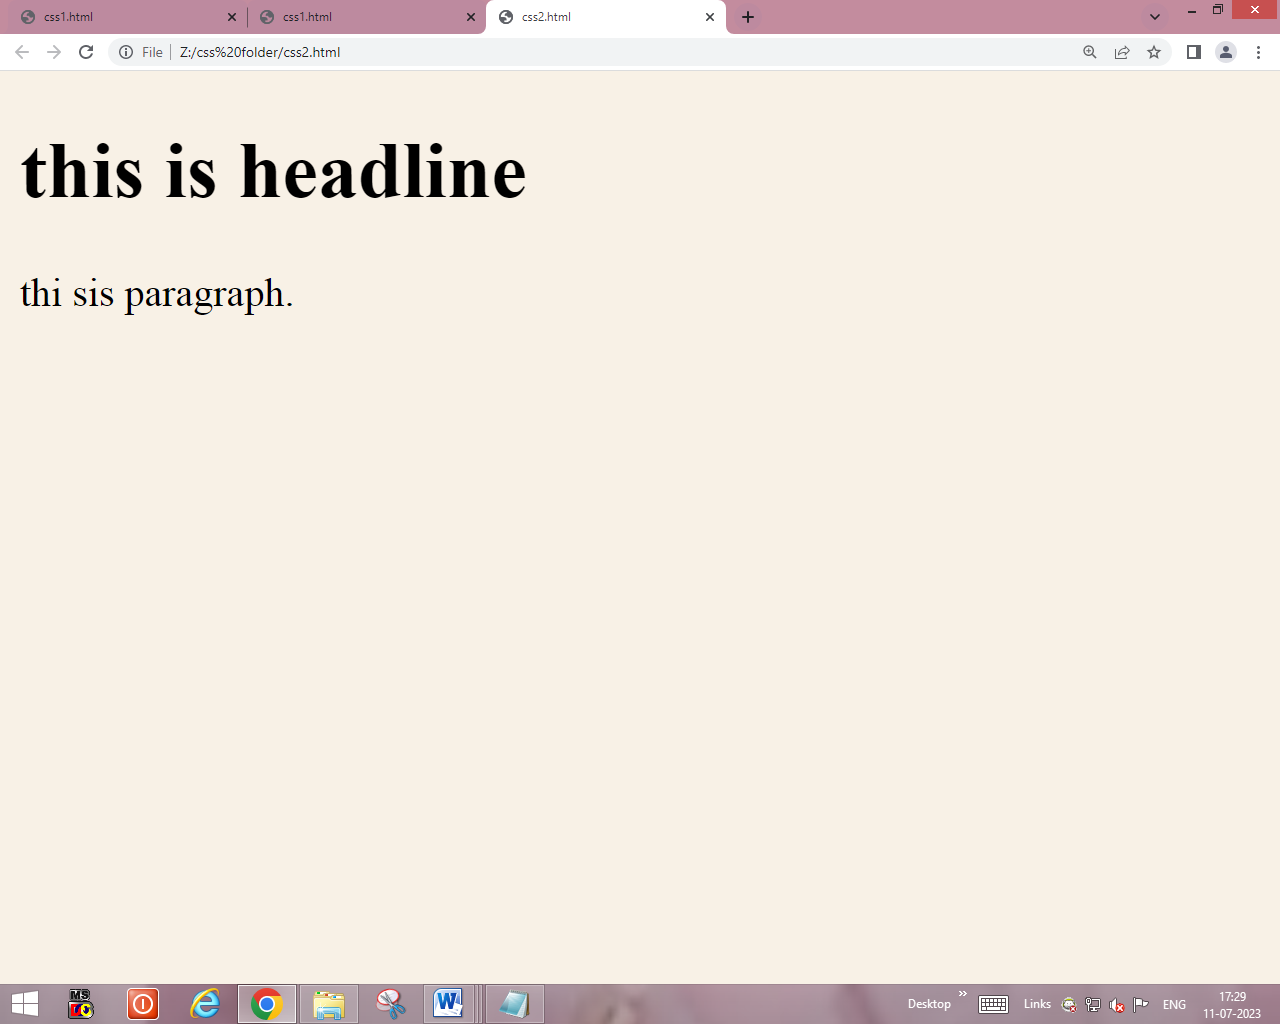 css1.html
css1.html
css2.html
File Z:/css%20folder/css2.html
this is headline
thi sis paragraph.
MS
W
Desktop » Links ENG 17:29
11-07-2023